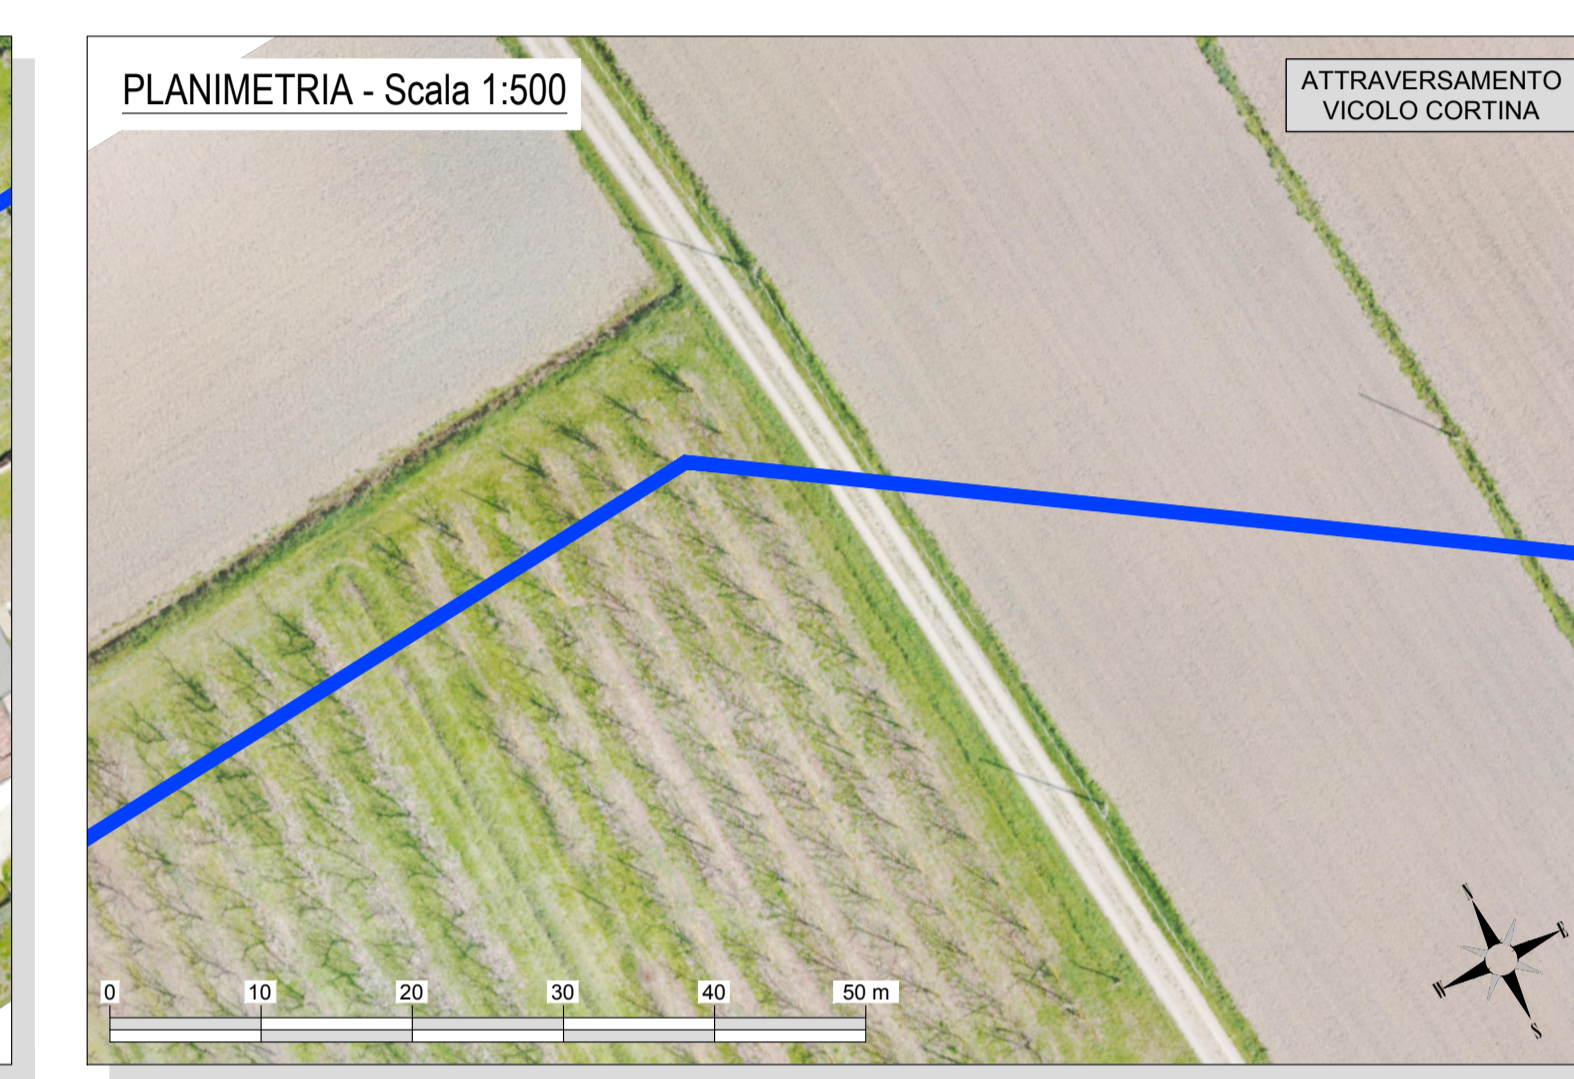 PLANIMETRIA - Scala 1:500
ATTRAVERSAMENTO
VICOLO CORTINA
0 10 20 30 40 50 m
E
S